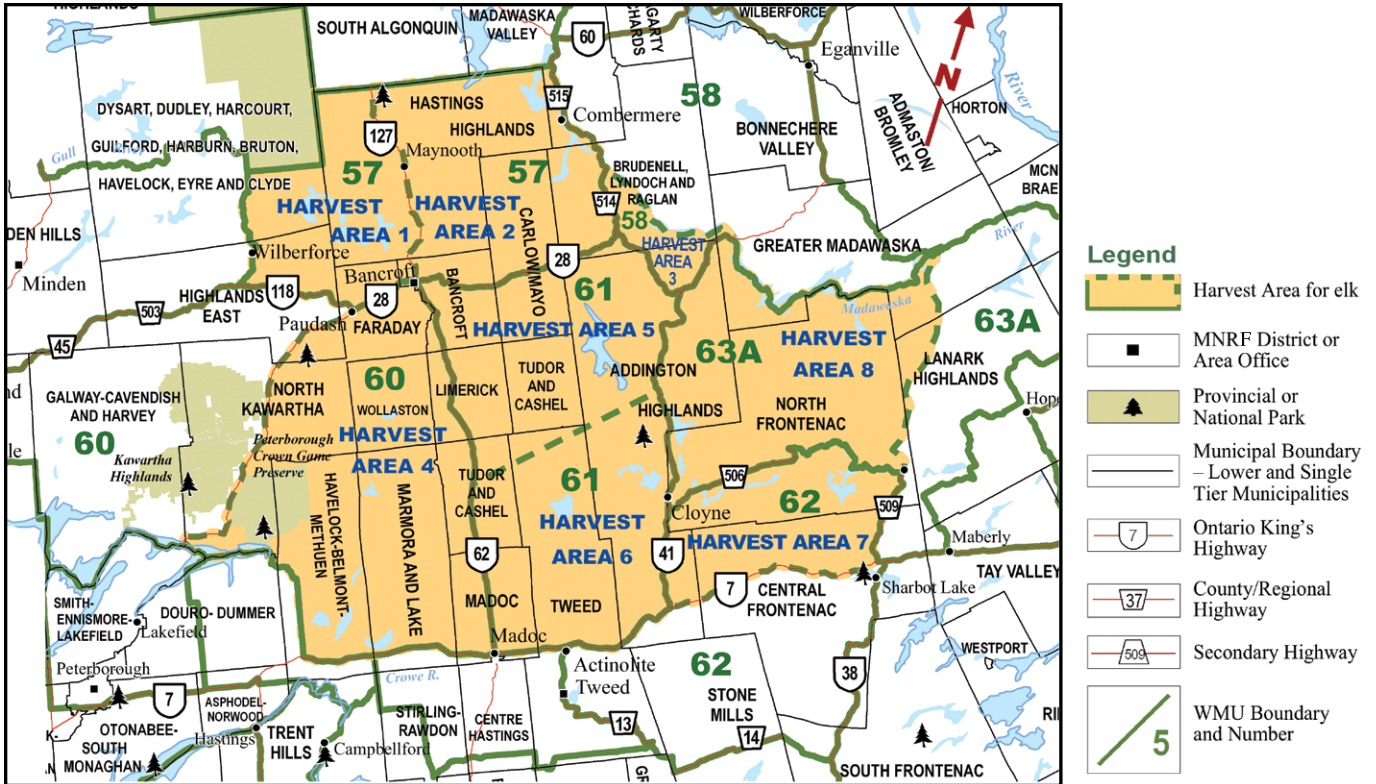 HIGHLANDS
SOUTH ALGONQUIN
MADAWASKA
VALLEY
60
WILBERFORCE
Eganville
River
58
DYSART, DUDLEY, HARCOURT,
GUILFORD, HARBURN, BRUTON,
HAVELOCK, EYRE AND CLYDE
Gull
HASTINGS
HIGHLANDS
515
Combermere
127
Maynooth
BONNECHERE
VALLEY
ADMASTON/
BROMLEY
N
HORTON
MCN
BRAE
57
57
HARVEST
AREA 1
HARVEST
AREA 2
CARLOW/MAYO
BRUDENELL,
LYNDOCH AND
RAGLAN
514
58
HARVEST
AREA
3
GREATER MADAWASKA
River
DEN HILLS
Minden
Wilberforce
Bancroft
28
28
BANCROFT
61
118
HIGHLANDS
EAST
503
45
Paudash
FARADAY
HARVEST AREA 5
Madawaska
HARVEST
AREA 8
63A
63A
LANARK
HIGHLANDS
GALWAY-CAVENDISH
AND HARVEY
60
Kawartha
Highlands
NORTH
KAWARTHA
60
WOLLASTON
LIMERICK
TUDOR
AND
CASHEL
ADDINGTON
HIGHLANDS
NORTH
FRONTENAC
Hope
Peterborough
Crown Game
Preserve
HARVEST
AREA 4
TUDOR
AND
CASHEL
61
HARVEST
AREA 6
506
62
509
Cloyne
HAVELOCK-BELMONT-
METHUEN
MARMORA AND LAKE
62
41
HARVEST AREA 7
7
CENTRAL
FRONTENAC
Maberly
TAY VALLEY
Sharbot Lake
SMITH-
ENNISMORE-
LAKEFIELD
DOURO- DUMMER
Lakefield
MADOC
TWEED
Madoc
Actinolite
Tweed
WESTPORT
Peterborough
7
Crowe R.
62
STONE
MILLS
38
ASPHODEL-
NORWOOD
OTONABEE-
SOUTH
MONAGHAN
Hastings
TRENT
HILLS
Campbellford
STIRLING-
RAWDON
CENTRE
HASTINGS
13
14
SOUTH FRONTENAC
Legend
Harvest Area for elk
MNRF District or
Area Office
Provincial or
National Park
Municipal Boundary
– Lower and Single
Tier Municipalities
7
Ontario King's
Highway
37
County/Regional
Highway
509
Secondary Highway
5
WMU Boundary
and Number